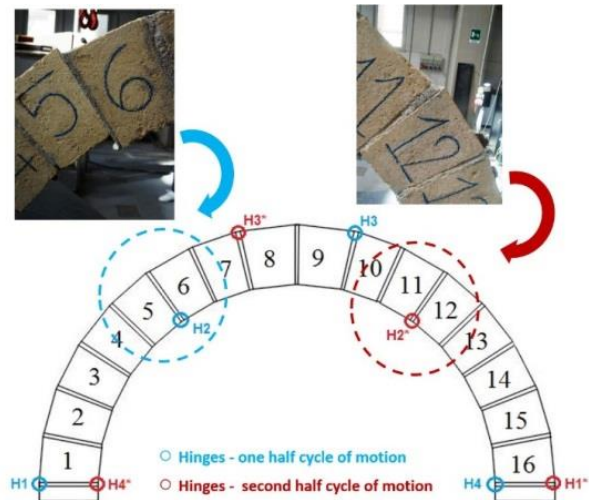 4 5 6
11 12 1
H3*
H3
7 8 9 10
6 11
5 12
H2 H2*
4 13
3 14
2 15
1 16
H1 H4* H4 H1*
Hinges - one half cycle of motion
Hinges - second half cycle of motion